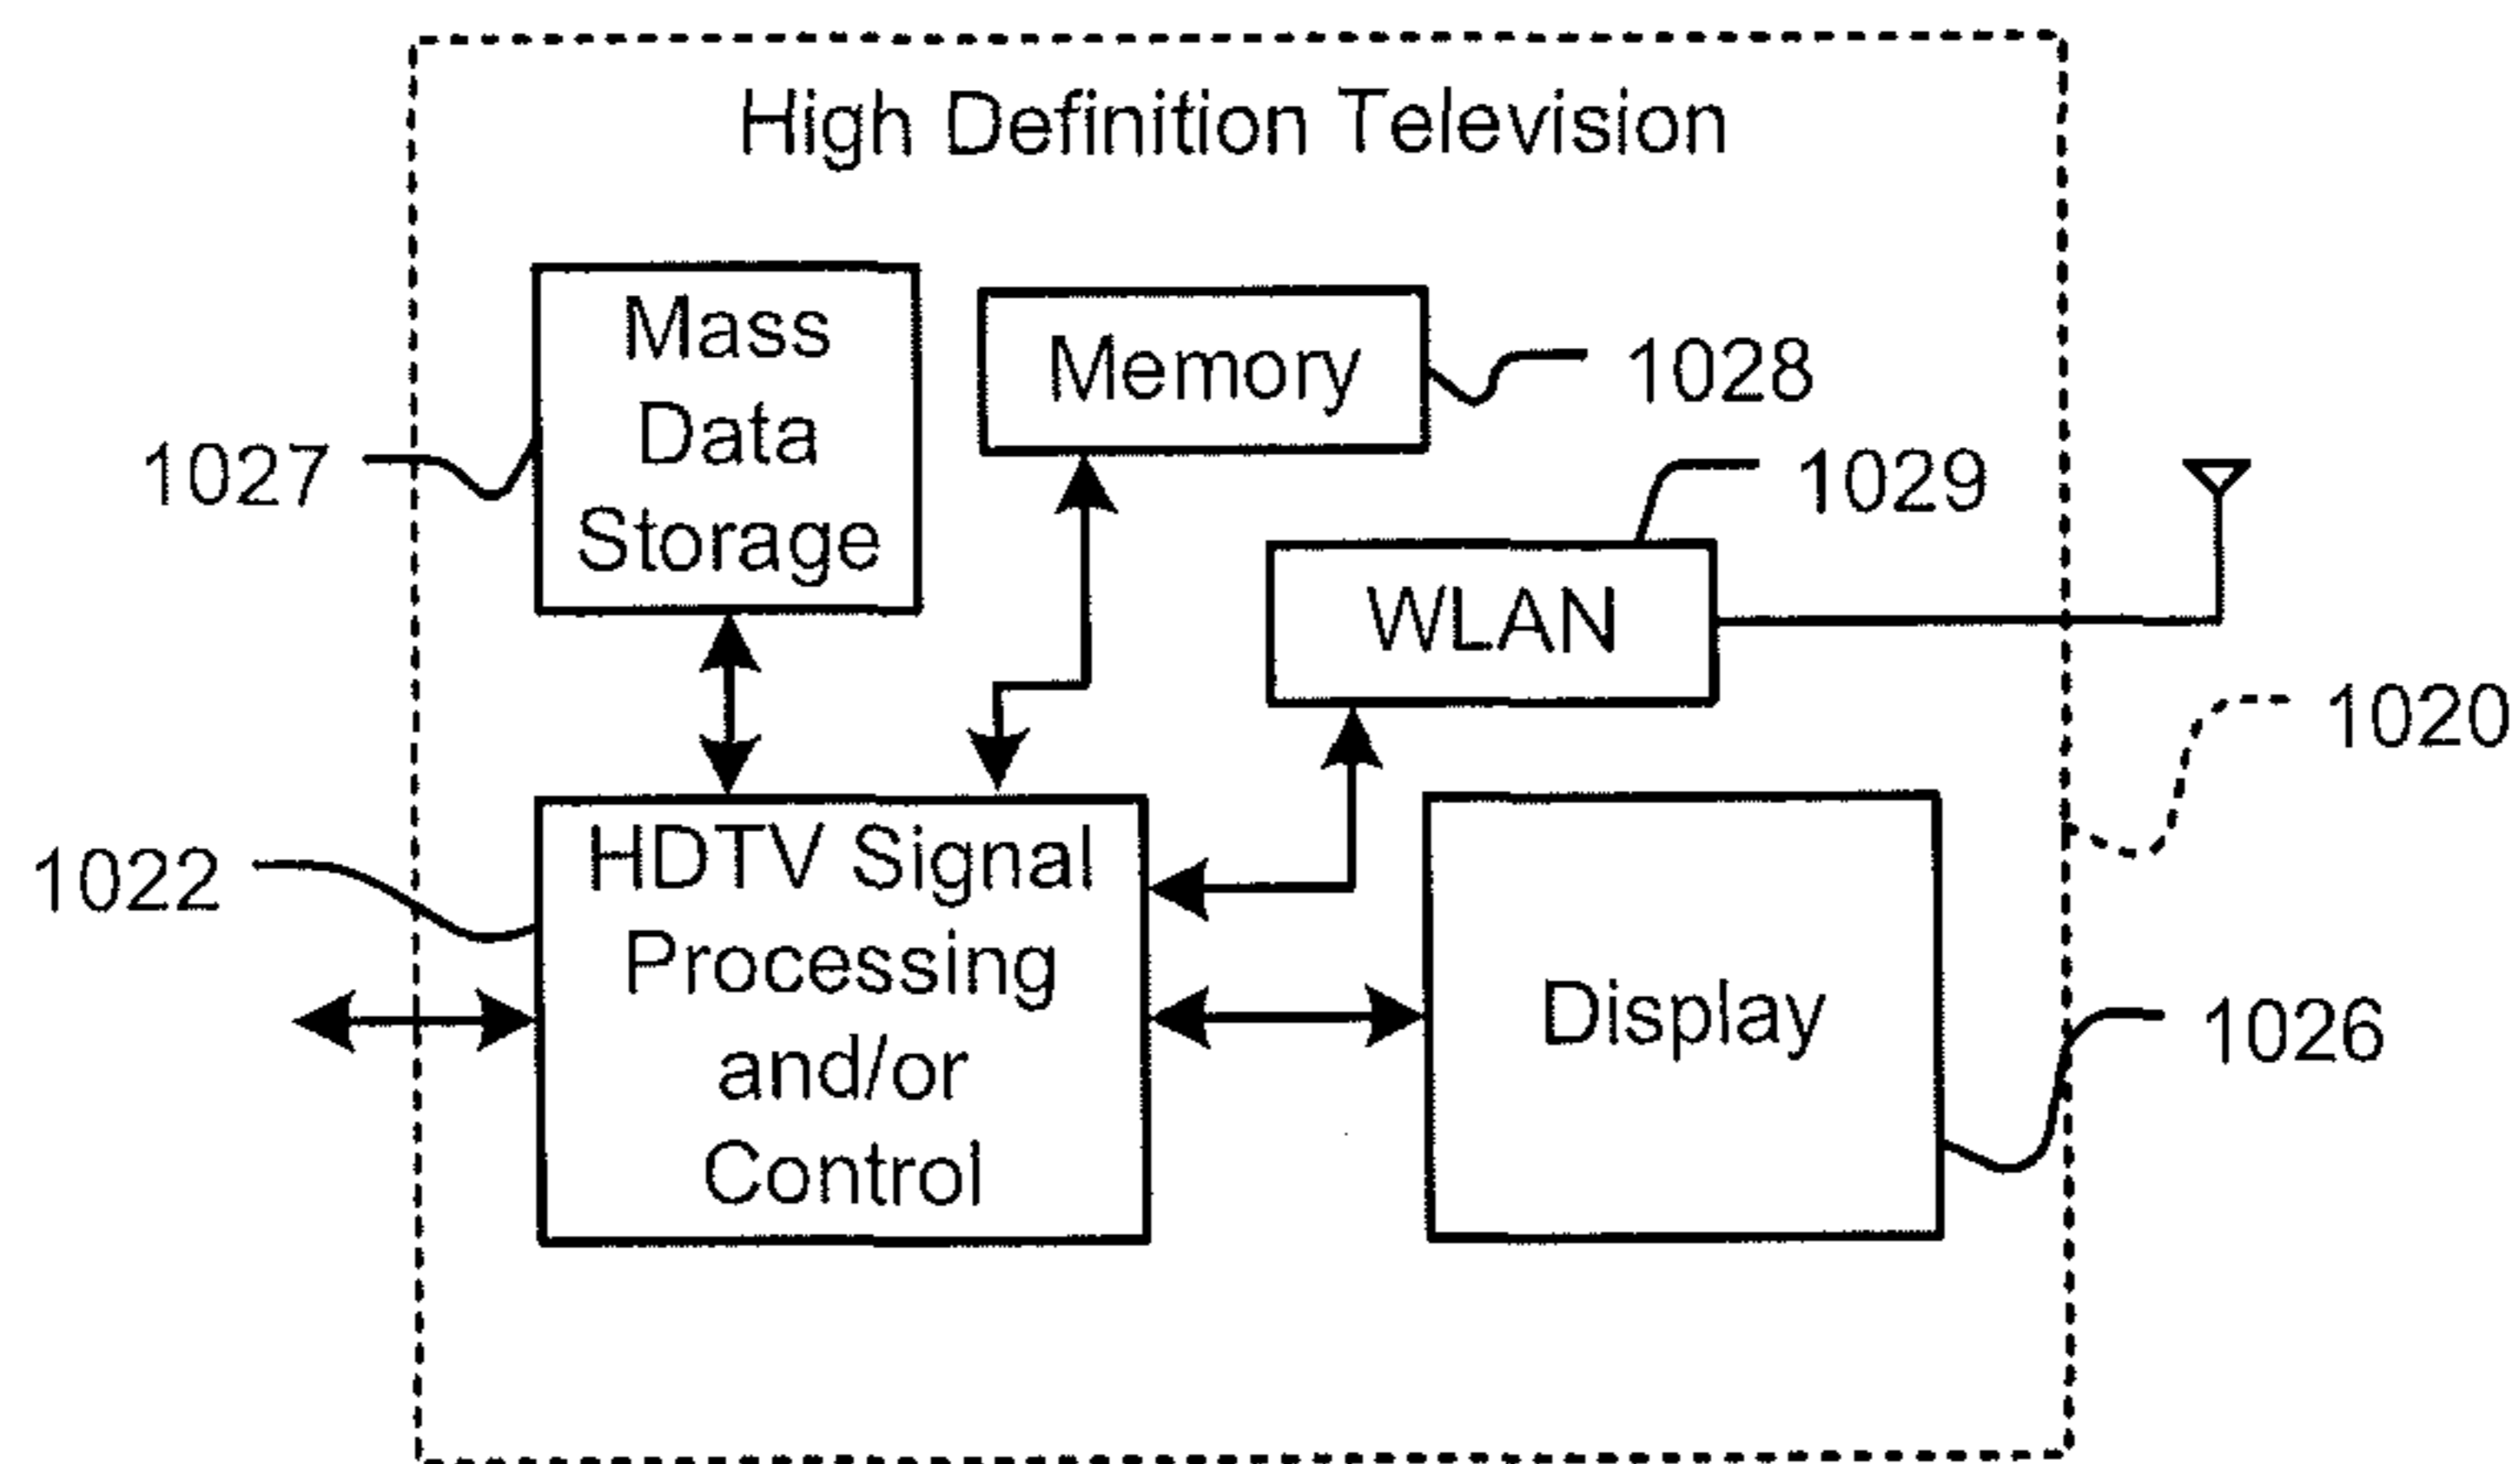 High Definition Television
Mass
Data
Storage
Memory
1028
1027
1029
WLAN
1020
1022
HDTV Signal
Processing
and/or
Control
Display
1026